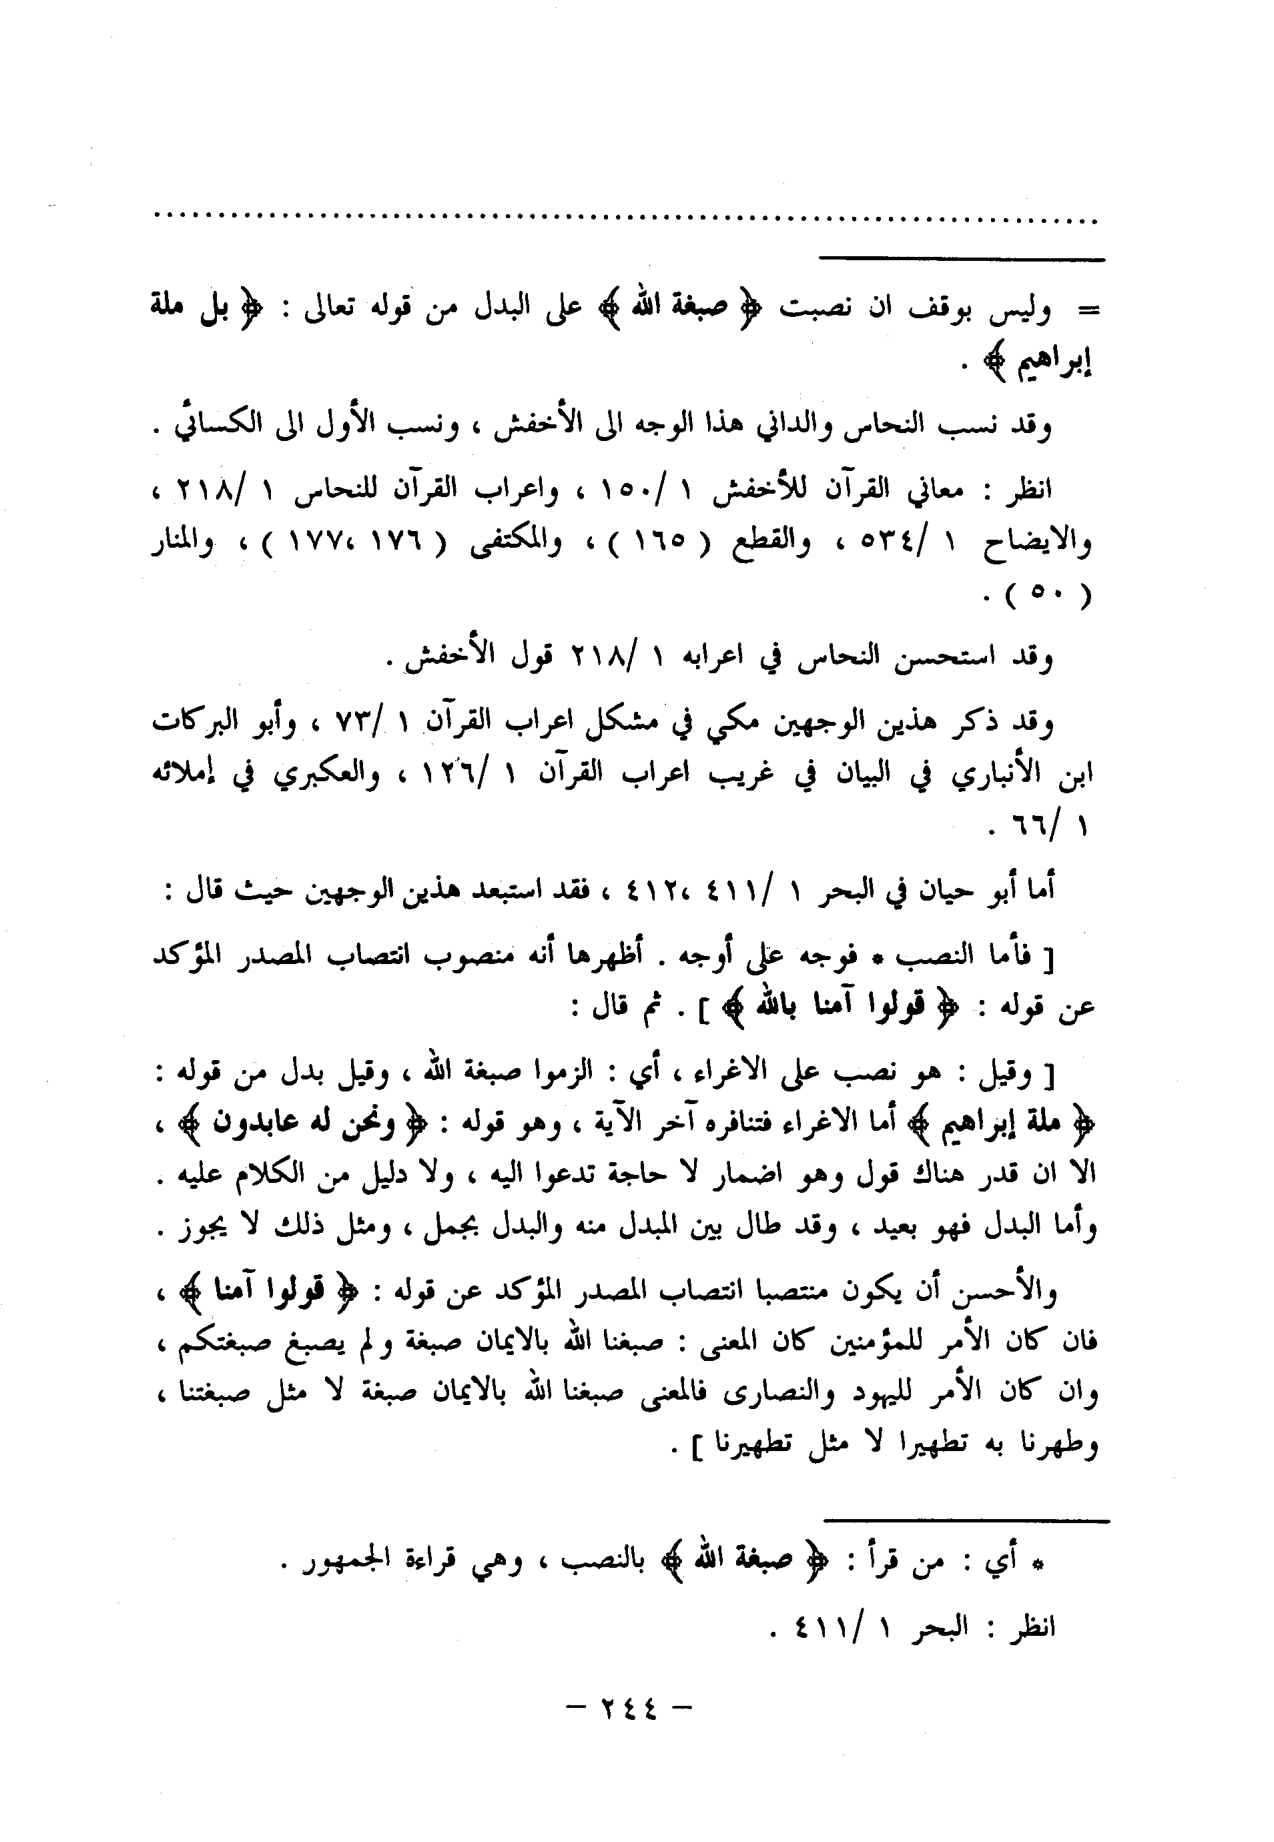 ................................................................
= وليس بوقف ان نصبت ﴿ صبغة الله ﴾ على البدل من قوله تعالى : ﴿ بل ملة
إبراهيم ﴾ .
وقد نسب النحاس والداني هذا الوجه الى الأخفش ، ونسب الأول الى الكسائي .
انظر : معاني القرآن للأخفش ١ /١٥٠ ، واعراب القرآن للنحاس ١ /٢١٨ ،
والايضاح ١ /٥٣٤ ، والقطع ( ١٦٥ ) ، والمكتفى ( ١٧٦ ،١٧٧ ) ، والمنار
( ٥٠ ) .
وقد استحسن النحاس في اعرابه ١ /٢١٨ قول الأخفش .
وقد ذكر هذين الوجهين مكي في مشكل اعراب القرآن ١ /٧٣ ، وأبو البركات
ابن الأنباري في البيان في غريب اعراب القرآن ١ /١٢٦ ، والعكبري في إملائه
١ /٦٦ .
أما أبو حيان في البحر ١ /٤١١ ،٤١٢ ، فقد استبعد هذين الوجهين حيث قال :
[ فأما النصب * فوجه على أوجه . أظهرها أنه منصوب انتصاب المصدر المؤكد
عن قوله : ﴿ قولوا آمنا بالله ﴾ ] . ثم قال :
[ وقيل : هو نصب على الاغراء ، أي : الزموا صبغة الله ، وقيل بدل من قوله :
﴿ ملة إبراهيم ﴾ أما الاغراء فتنافره آخر الآية ، وهو قوله : ﴿ ونحن له عابدون ﴾ ،
الا ان قدر هناك قول وهو اضمار لا حاجة تدعوا اليه ، ولا دليل من الكلام عليه .
وأما البدل فهو بعيد ، وقد طال بين المبدل منه والبدل بجمل ، ومثل ذلك لا يجوز .
والأحسن أن يكون منتصبا انتصاب المصدر المؤكد عن قوله : ﴿ قولوا آمنا ﴾ ،
فان كان الأمر للمؤمنين كان المعنى : صبغنا الله بالايمان صبغة ولم يصبغ صبغتكم ،
وان كان الأمر لليهود والنصارى فالمعنى صبغنا الله بالايمان صبغة لا مثل صبغتنا ،
وطهرنا به تطهيرا لا مثل تطهيرنا ] .
* أي : من قرأ : ﴿ صبغة الله ﴾ بالنصب ، وهي قراءة الجمهور .
انظر : البحر ١ /٤١١ .
– ٢٤٤ –